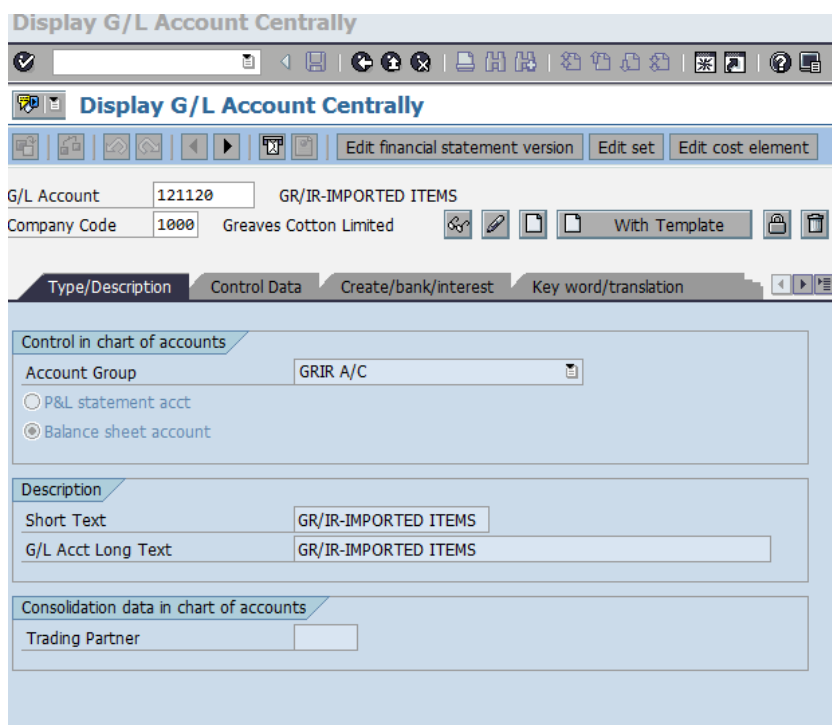 Display G/L Account Centrally
Display G/L Account Centrally
Edit financial statement version Edit set Edit cost element
G/L Account 121120 GR/IR-IMPORTED ITEMS
Company Code 1000 Greaves Cotton Limited With Template
Type/Description Control Data Create/bank/interest Key word/translation
Control in chart of accounts
Account Group GRIR A/C
P&L statement acct
Balance sheet account
Description
Short Text GR/IR-IMPORTED ITEMS
G/L Acct Long Text GR/IR-IMPORTED ITEMS
Consolidation data in chart of accounts
Trading Partner